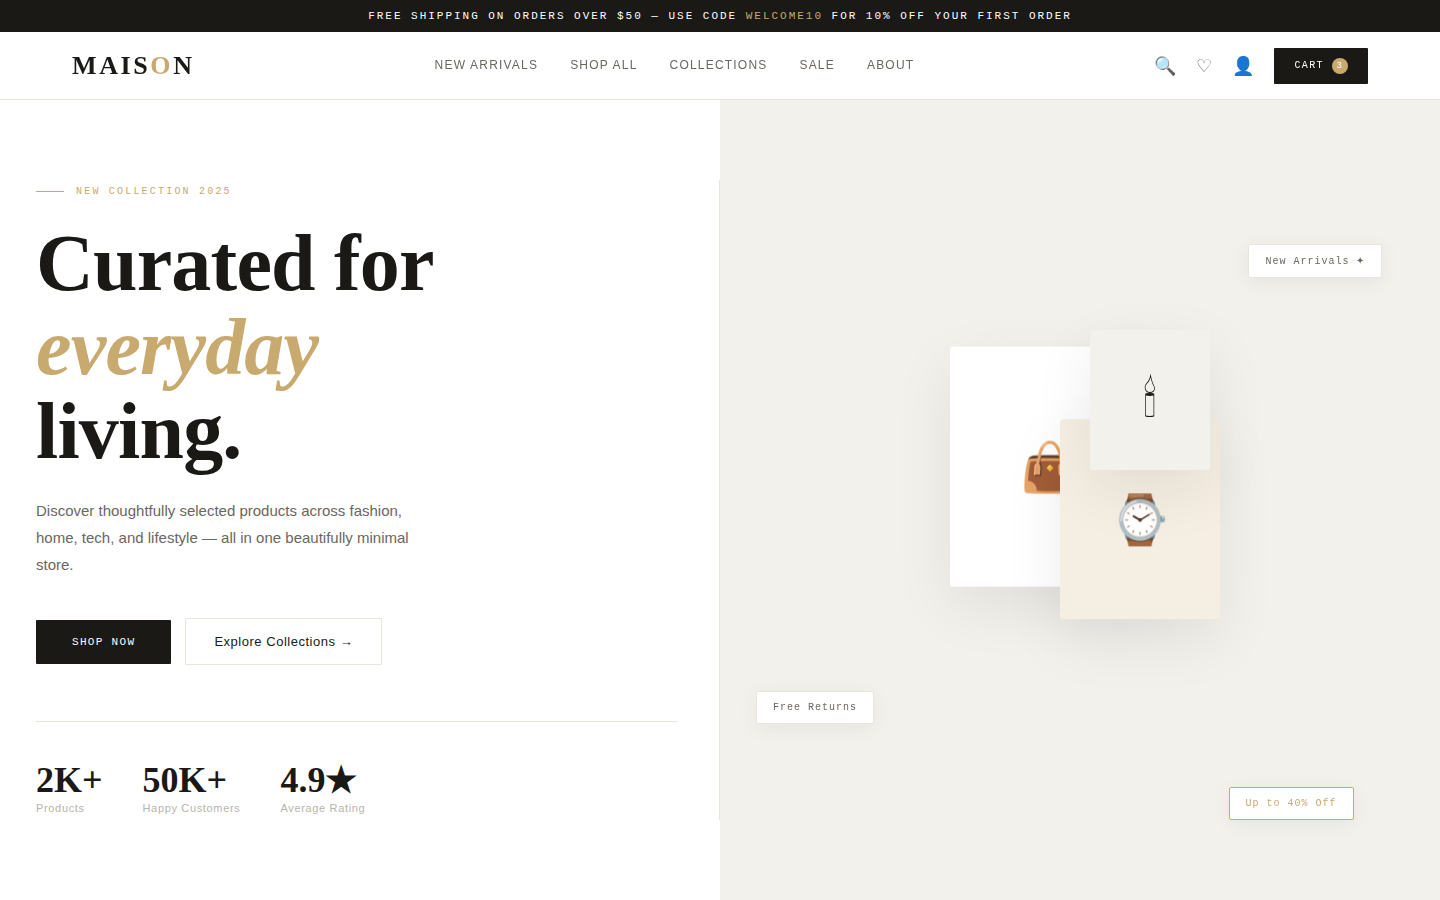 FREE SHIPPING ON ORDERS OVER $50 — USE CODE WELCOME10 FOR 10% OFF YOUR FIRST ORDER
MAISON
NEW ARRIVALS SHOP ALL COLLECTIONS SALE ABOUT
CART 3
NEW COLLECTION 2025
Curated for
everyday
living.
Discover thoughtfully selected products across fashion,
home, tech, and lifestyle — all in one beautifully minimal
store.
SHOP NOW
Explore Collections →
2K+ 50K+ 4.9★
Products Happy Customers Average Rating
New Arrivals ✦
Free Returns
Up to 40% Off